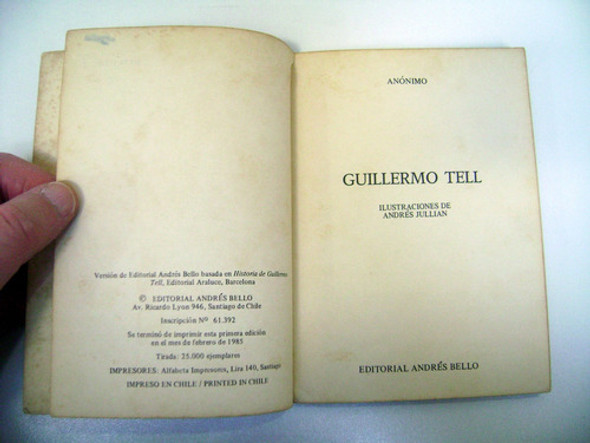 Versión de Editorial Andrés Bello basada en Historia de Guillermo
Tell, Editorial Araluce, Barcelona
© EDITORIAL ANDRÉS BELLO
Av. Ricardo Lyon 946, Santiago de Chile
Inscripción Nº 61.392
Se terminó de imprimir esta primera edición
en el mes de febrero de 1985
Tirada: 25.000 ejemplares
IMPRESORES: Alfabeta Impresores, Lira 140, Santiago
IMPRESO EN CHILE / PRINTED IN CHILE
ANÓNIMO
GUILLERMO TELL
ILUSTRACIONES DE
ANDRÉS JULLIAN
EDITORIAL ANDRÉS BELLO